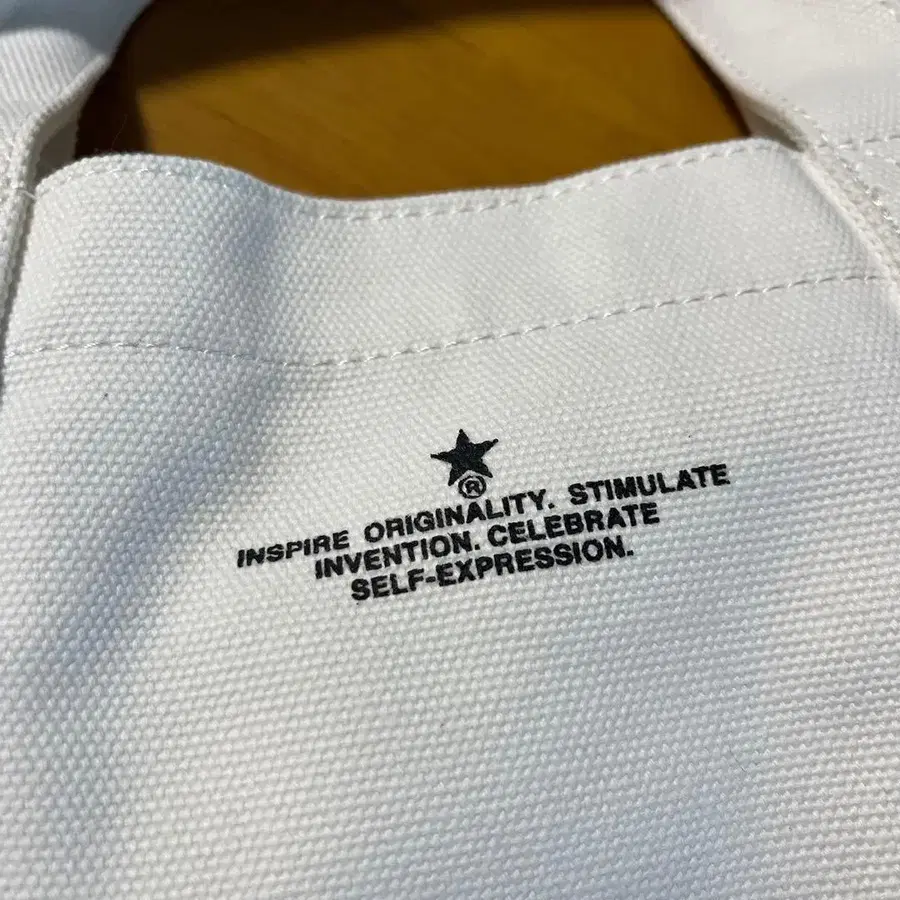 ®
INSPIRE ORIGINALITY. STIMULATE
INVENTION. CELEBRATE
SELF-EXPRESSION.